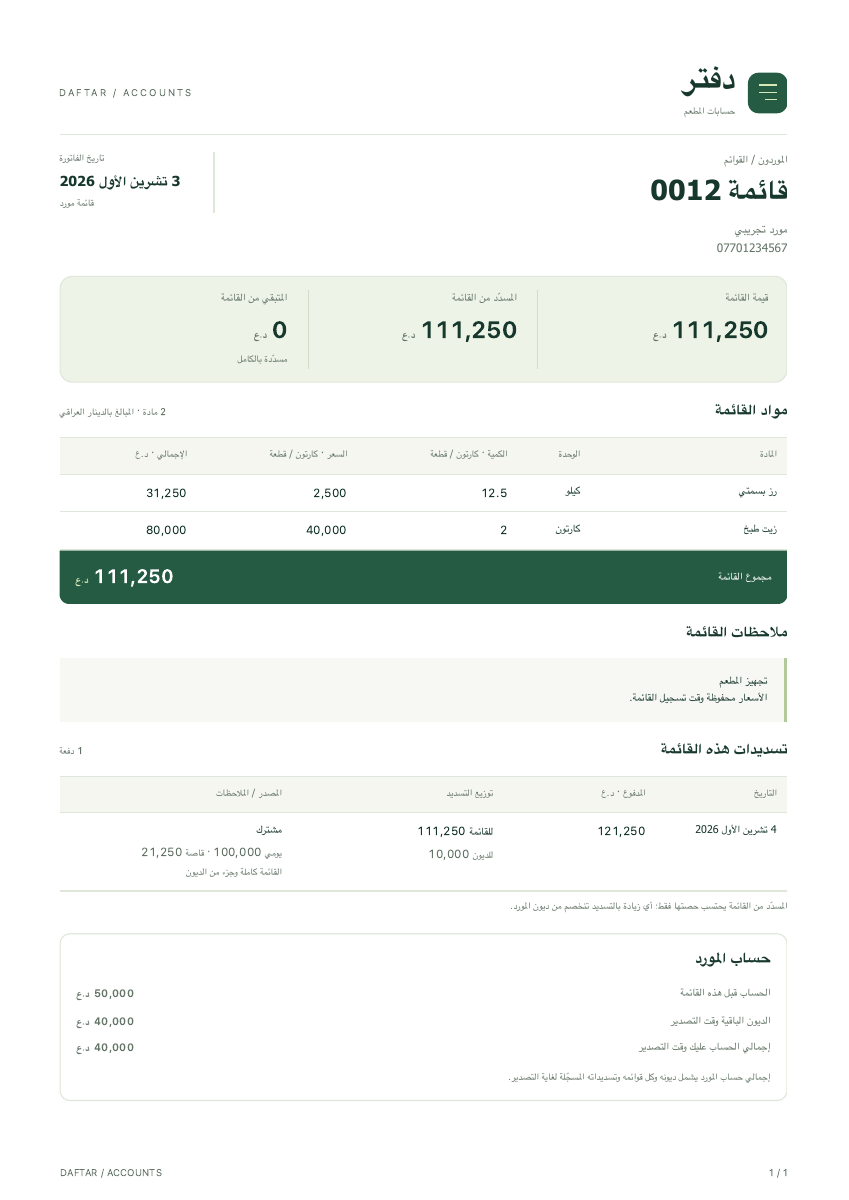 دفتر
حسابات المطعم
DAFTAR / ACCOUNTS
الموردون / القوائم
قائمة 0012
مورد تجريبي
07701234567
تاريخ الفاتورة
3 تشرين الأول 2026
قائمة مورد
قيمة القائمة
111,250 د.ع
المسدّد من القائمة
111,250 د.ع
المتبقي من القائمة
0 د.ع
مسدّدة بالكامل
مواد القائمة
2 مادة · المبالغ بالدينار العراقي
المادة الوحدة الكمية · كارتون / قطعة السعر · كارتون / قطعة الإجمالي · د.ع
رز بسمتي كيلو 12.5 2,500 31,250
زيت طبخ كارتون 2 40,000 80,000
مجموع القائمة 111,250 د.ع
ملاحظات القائمة
تجهيز المطعم
الأسعار محفوظة وقت تسجيل القائمة.
تسديدات هذه القائمة
1 دفعة
التاريخ المدفوع · د.ع توزيع التسديد المصدر / الملاحظات
4 تشرين الأول 2026 121,250 للقائمة 111,250 مشترك
للديون 10,000 يومي 100,000 · قاصة 21,250
القائمة كاملة وجزء من الديون
المسدّد من القائمة يحتسب حصتها فقط؛ أي زيادة بالتسديد تنخصم من ديون المورد.
حساب المورد
الحساب قبل هذه القائمة 50,000 د.ع
الديون الباقية وقت التصدير 40,000 د.ع
إجمالي الحساب عليك وقت التصدير 40,000 د.ع
إجمالي حساب المورد يشمل ديونه وكل قوائمه وتسديداته المسجّلة لغاية التصدير.
DAFTAR / ACCOUNTS
1 / 1